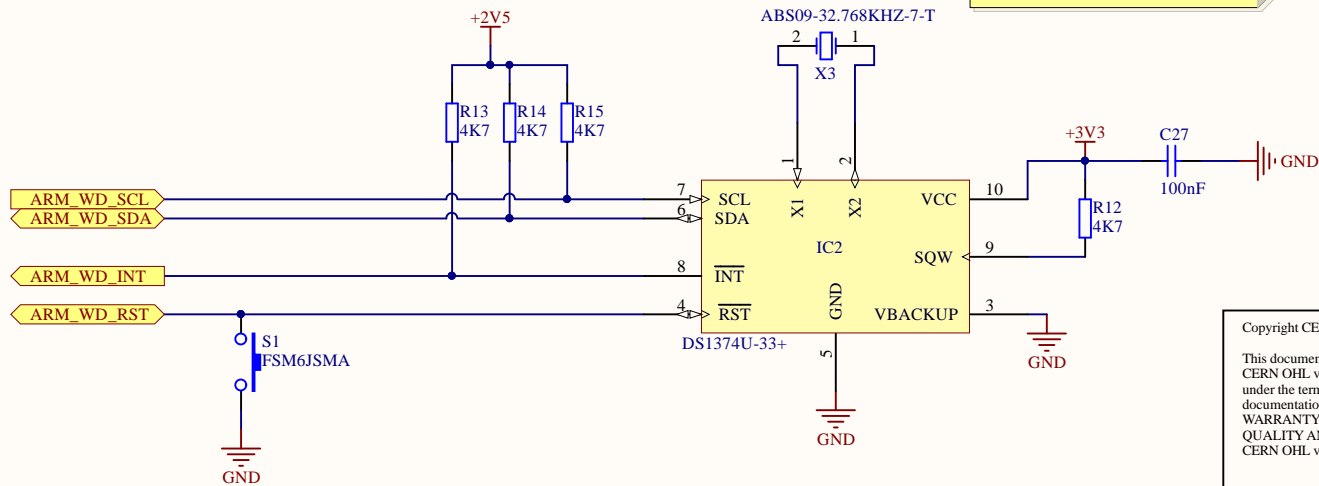 +2V5
ABS09-32.768KHZ-7-T
2
1
X3
R13
4K7
R14
4K7
R15
4K7
+3V3
C27
100nF
GND
R12
4K7
ARM_WD_SCL
ARM_WD_SDA
ARM_WD_INT
ARM_WD_RST
1
2
7
SCL
X1
X2
VCC
10
6
SDA
IC2
SQW
9
8
INT
4
RST
GND
VBACKUP
3
DS1374U-33+
5
GND
GND
S1
FSM6JSMA
GND
Copyright CE
This documen
CERN OHL v
under the tern
documentatio
WARRANTY
QUALITY AN
CERN OHL v